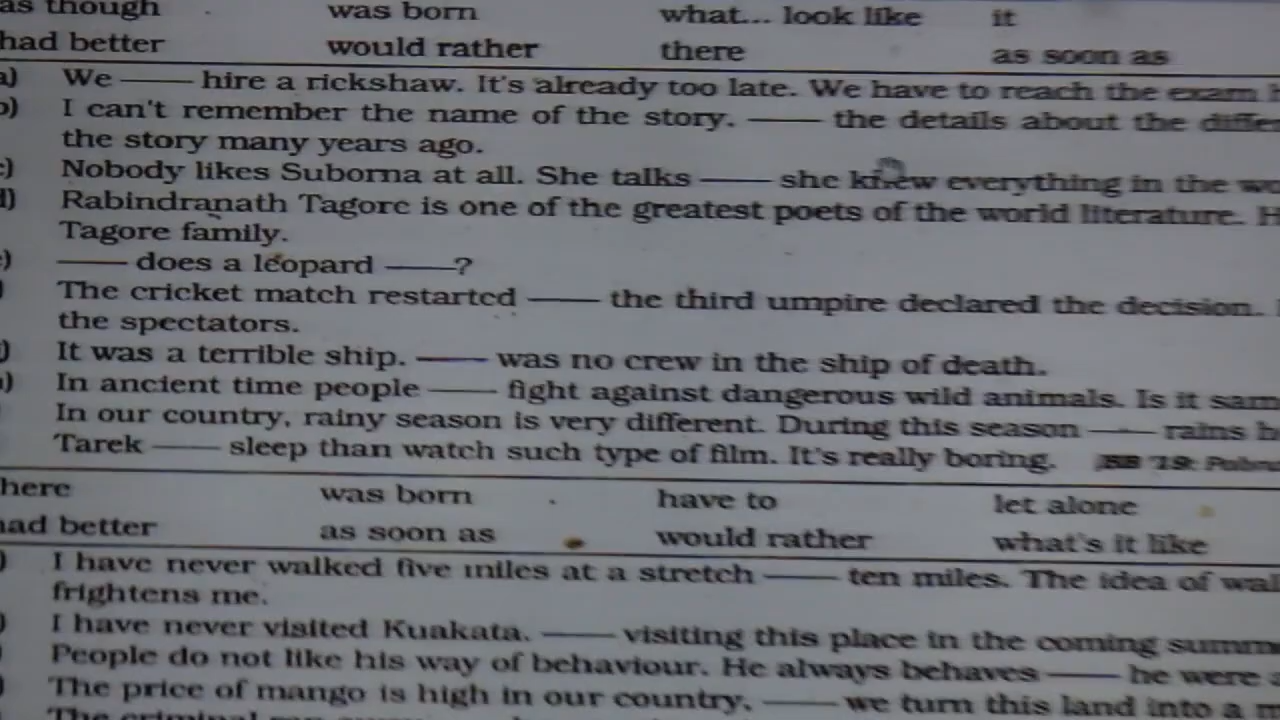 as though was born what... look like it
had better would rather there as soon as
a) We —— hire a rickshaw. It's already too late. We have to reach the exam
b) I can't remember the name of the story. —— the details about the
the story many years ago.
c) Nobody likes Suborna at all. She talks —— she knew everything in the
d) Rabindranath Tagore is one of the greatest poets of the world literature.
Tagore family.
—— does a leopard ——?
The cricket match restarted —— the third umpire declared the decision.
the spectators.
It was a terrible ship. —— was no crew in the ship of death.
In ancient time people —— fight against dangerous wild animals. Is it
In our country, rainy season is very different. During this season —— rains
Tarek —— sleep than watch such type of film. It's really boring.
here was born have to let alone
had better as soon as would rather what's it like
I have never walked five miles at a stretch —— ten miles. The idea of
frightens me.
I have never visited Kuakata. —— visiting this place in the coming
People do not like his way of behaviour. He always behaves —— he were
The price of mango is high in our country. —— we turn this land into a
The criminal